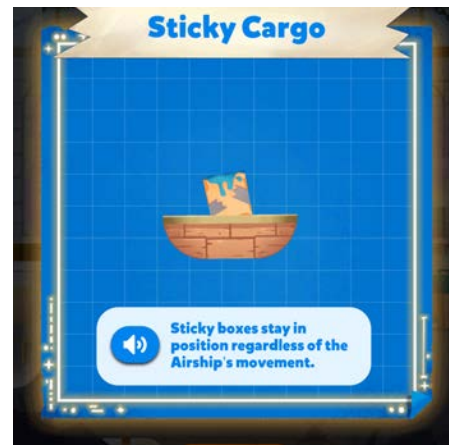 Sticky Cargo
Sticky boxes stay in
position regardless of the
Airship's movement.